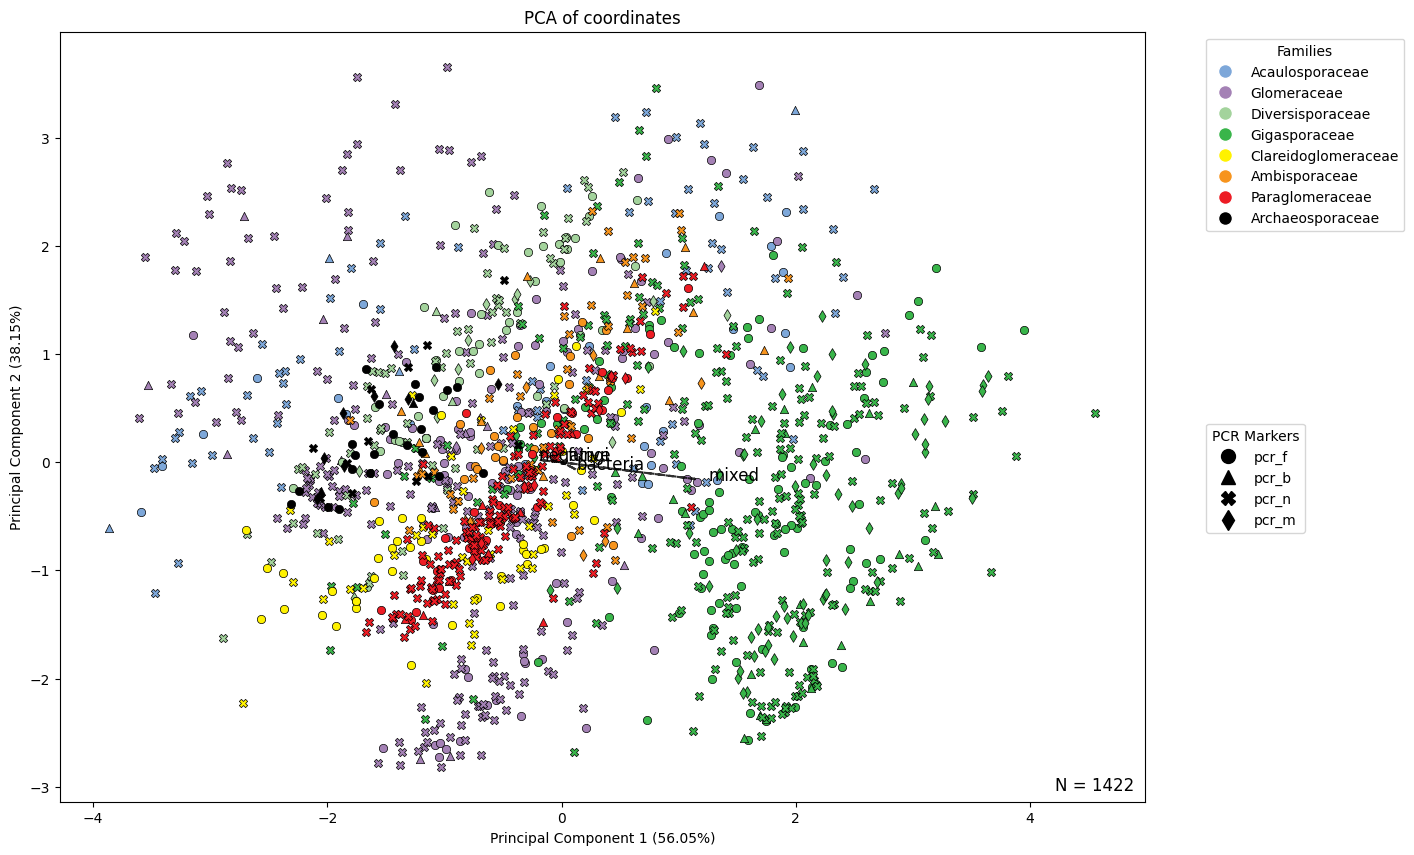 PCA of coordinates
Families
Acaulosporaceae
Glomeraceae
Diversisporaceae
Gigasporaceae
Clareidoglomeraceae
Ambisporaceae
Paraglomeraceae
Archaeosporaceae
PCR Markers
pcr_f
pcr_b
pcr_n
pcr_m
3
2
1
0
−1
−2
−3
Principal Component 2 (38.15%)
bacteria
mixed
N = 1422
−4
−2
0
2
4
Principal Component 1 (56.05%)